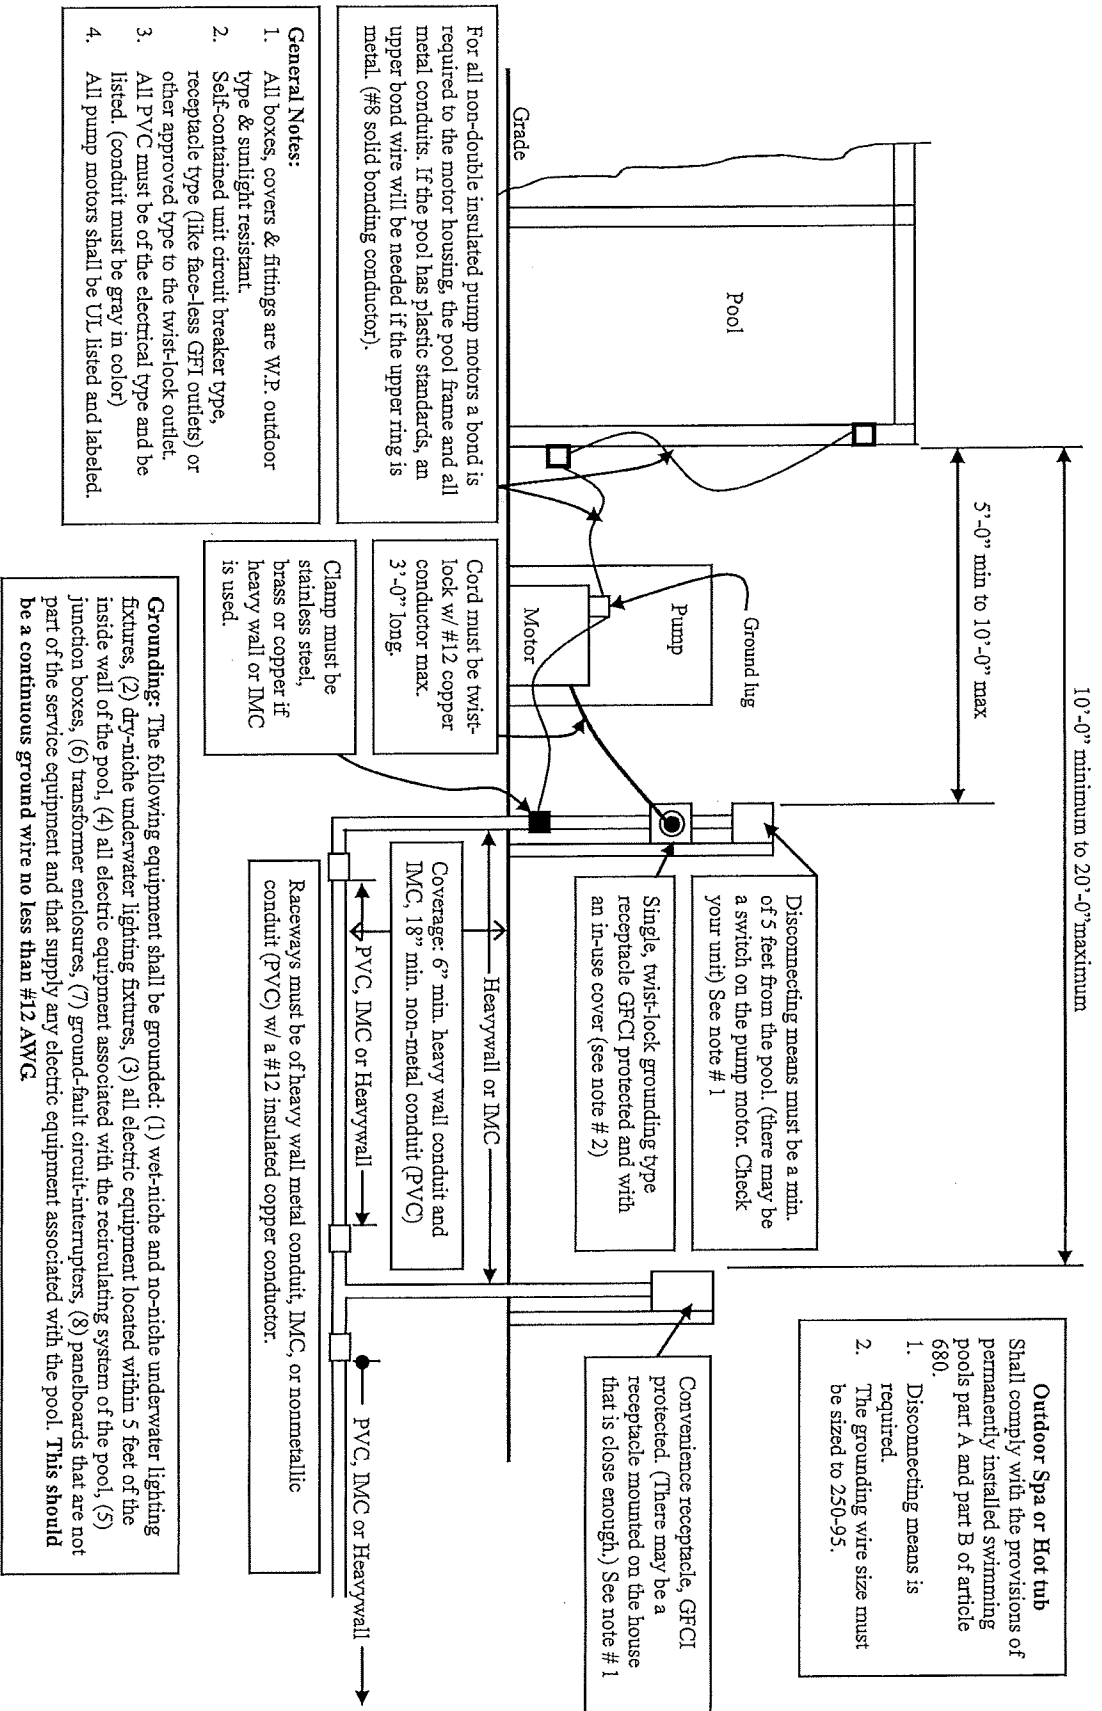 10'-0" minimum to 20'-0"maximum
5'-0" min to 10'-0" max
Outdoor Spa or Hot tub
Shall comply with the provisions of
permanently installed swimming
pools part A and part B of article
680.
1. Disconnecting means is
required.
2. The grounding wire size must
be sized to 250-95.
Pool
Ground lug
Pump
Motor
Grade
Disconnecting means must be a min.
of 5 feet from the pool. (there may be
a switch on the pump motor. Check
your unit) See note # 1
Single, twist-lock grounding type
receptacle GFCI protected and with
an in-use cover (see note # 2)
Convenience receptacle, GFCI
protected. (There may be a
receptacle mounted on the house
that is close enough.) See note # 1
For all non-double insulated pump motors a bond is
required to the motor housing, the pool frame and all
metal conduits. If the pool has plastic standards, an
upper bond wire will be needed if the upper ring is
metal. (#8 solid bonding conductor).
Cord must be twist-
lock w/ #12 copper
conductor max.
3'-0" long.
Heavywall or IMC
Coverage: 6" min. heavy wall conduit and
IMC, 18" min. non-metal conduit (PVC)
PVC, IMC or Heavywall
PVC, IMC or Heavywall
General Notes:
1. All boxes, covers & fittings are W.P. outdoor
type & sunlight resistant.
2. Self-contained unit circuit breaker type,
receptacle type (like face-less GFI outlets) or
other approved type to the twist-lock outlet.
3. All PVC must be of the electrical type and be
listed. (conduit must be gray in color)
4. All pump motors shall be UL listed and labeled.
Clamp must be
stainless steel,
brass or copper if
heavy wall or IMC
is used.
Raceways must be of heavy wall metal conduit, IMC, or nonmetallic
conduit (PVC) w/ a #12 insulated copper conductor.
Grounding: The following equipment shall be grounded: (1) wet-niche and no-niche underwater lighting
fixtures, (2) dry-niche underwater lighting fixtures, (3) all electric equipment located within 5 feet of the
inside wall of the pool, (4) all electric equipment associated with the recirculating system of the pool, (5)
junction boxes, (6) transformer enclosures, (7) ground-fault circuit-interrupters, (8) panelboards that are not
part of the service equipment and that supply any electric equipment associated with the pool. This should
be a continuous ground wire no less than #12 AWG.